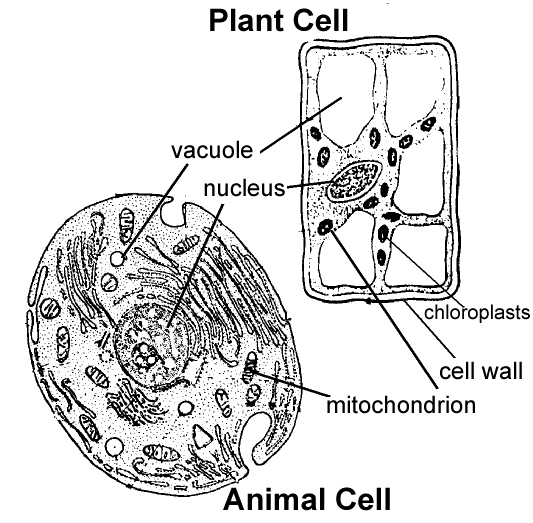 Plant Cell
vacuole
nucleus
chloroplasts
cell wall
mitochondrion
Animal Cell